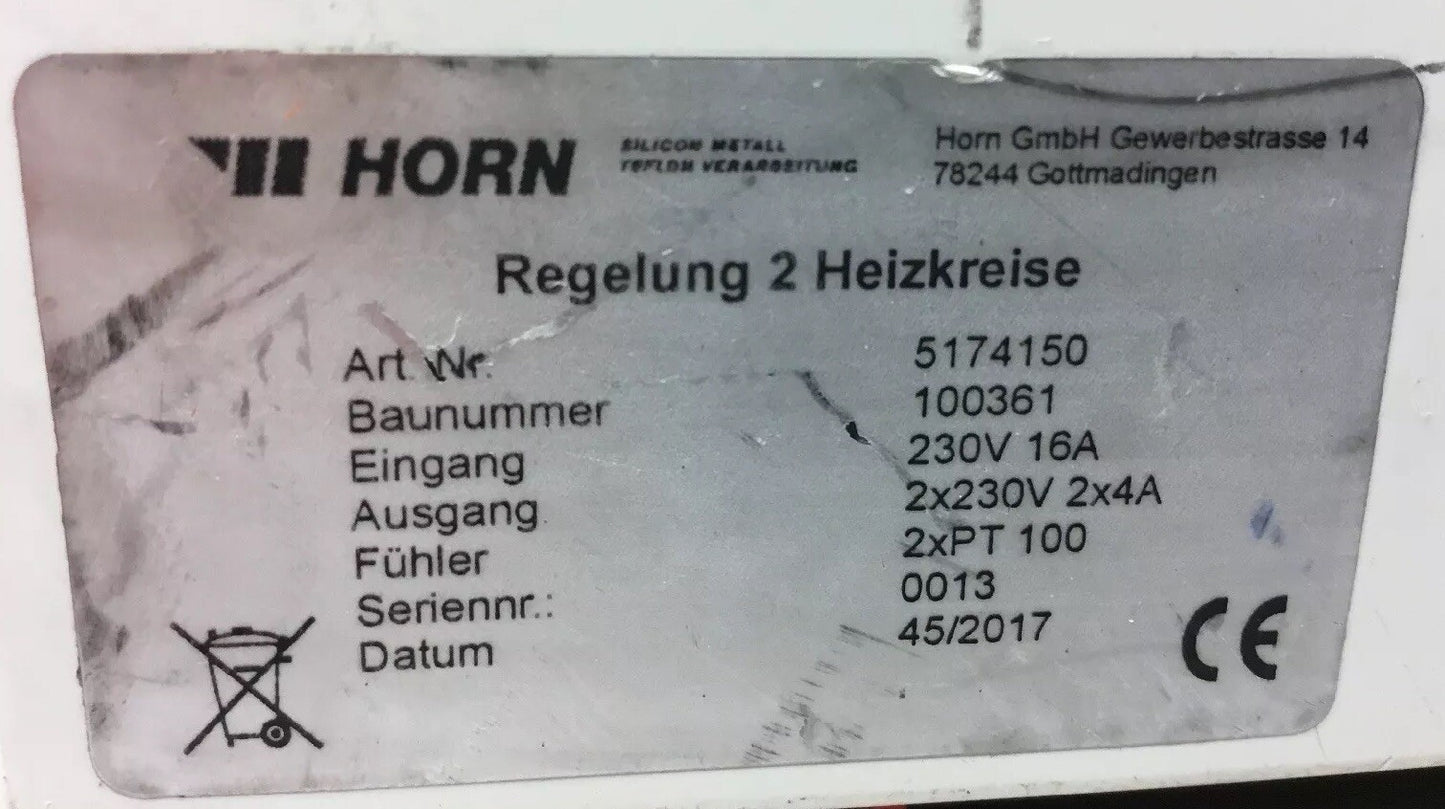 HORN
SILICON METALL
TEFLON VERARBEITUNG
Horn GmbH Gewerbestrasse 14
78244 Gottmadingen
Regelung 2 Heizkreise
Art. Nr. 5174150
Baunummer 100361
Eingang 230V 16A
Ausgang 2x230V 2x4A
Fühler 2xPT 100
Seriennr.: 0013
Datum 45/2017
CE